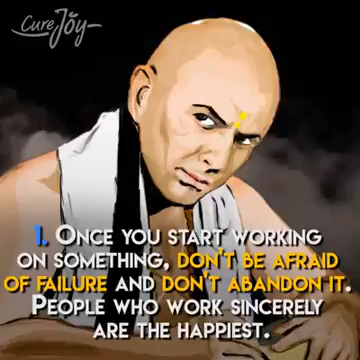 CureJoy
1. ONCE YOU START WORKING
ON SOMETHING, DON'T BE AFRAID
OF FAILURE AND DON'T ABANDON IT.
PEOPLE WHO WORK SINCERELY
ARE THE HAPPIEST.